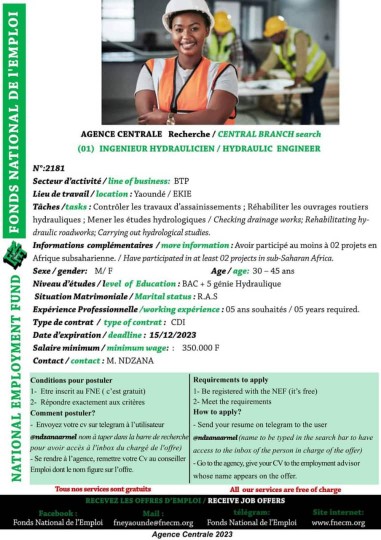 FONDS NATIONAL DE l'EMPLOI
NATIONAL EMPLOYMENT FUND
AGENCE CENTRALE Recherche / CENTRAL BRANCH search
(01) INGENIEUR HYDRAULICIEN / HYDRAULIC ENGINEER
N°:2181
Secteur d'activité / line of business: BTP
Lieu de travail / location : Yaoundé / EKIE
Tâches /tasks : Contrôler les travaux d'assainissements ; Réhabiliter les ouvrages routiers
hydrauliques ; Mener les études hydrologiques / Checking drainage works; Rehabilitating hy-
draulic roadworks; Carrying out hydrological studies.
Informations complémentaires / more information : Avoir participé au moins à 02 projets en
Afrique subsaharienne. / Have participated in at least 02 projects in sub-Saharan Africa.
Sexe / gender: M/ F Age / age: 30 – 45 ans
Niveau d'études / level of Education : BAC + 5 génie Hydraulique
Situation Matrimoniale / Marital status : R.A.S
Expérience Professionnelle /working expérience : 05 ans souhaités / 05 years required.
Type de contrat / type of contrat : CDI
Date d'expiration / deadline : 15/12/2023
Salaire minimum / minimum wage: : 350.000 F
Contact / contact : M. NDZANA
Conditions pour postuler
1- Etre inscrit au FNE ( c'est gratuit)
2- Répondre exactement aux critères
Comment postuler?
- Envoyez votre cv sur telegram à l'utilisateur
@ndzanaarmel nom à taper dans la barre de recherche
pour avoir accès à l'inbox du chargé de l'offre)
- Se rendre à l'agence, remettre votre Cv au conseiller
Emploi dont le nom figure sur l'offre.
Requirements to apply
1- Be registered with the NEF (it's free)
2- Meet the requirements
How to apply?
- Send your resume on telegram to the user
@ndzanaarmel (name to be typed in the search bar to have
access to the inbox of the person in charge of the offer)
- Go to the agency, give your CV to the employment advisor
whose name appears on the offer.
Tous nos services sont gratuits
All our services are free of charge
RECEVEZ LES OFFRES D'EMPLOI / RECEIVE JOB OFFERS
Facebook :
Fonds National de l'Emploi
Mail :
fneyaounde@fnecm.org
télégram:
Fonds National de l'Emploi
Site internet:
www.fnecm.org
Agence Centrale 2023